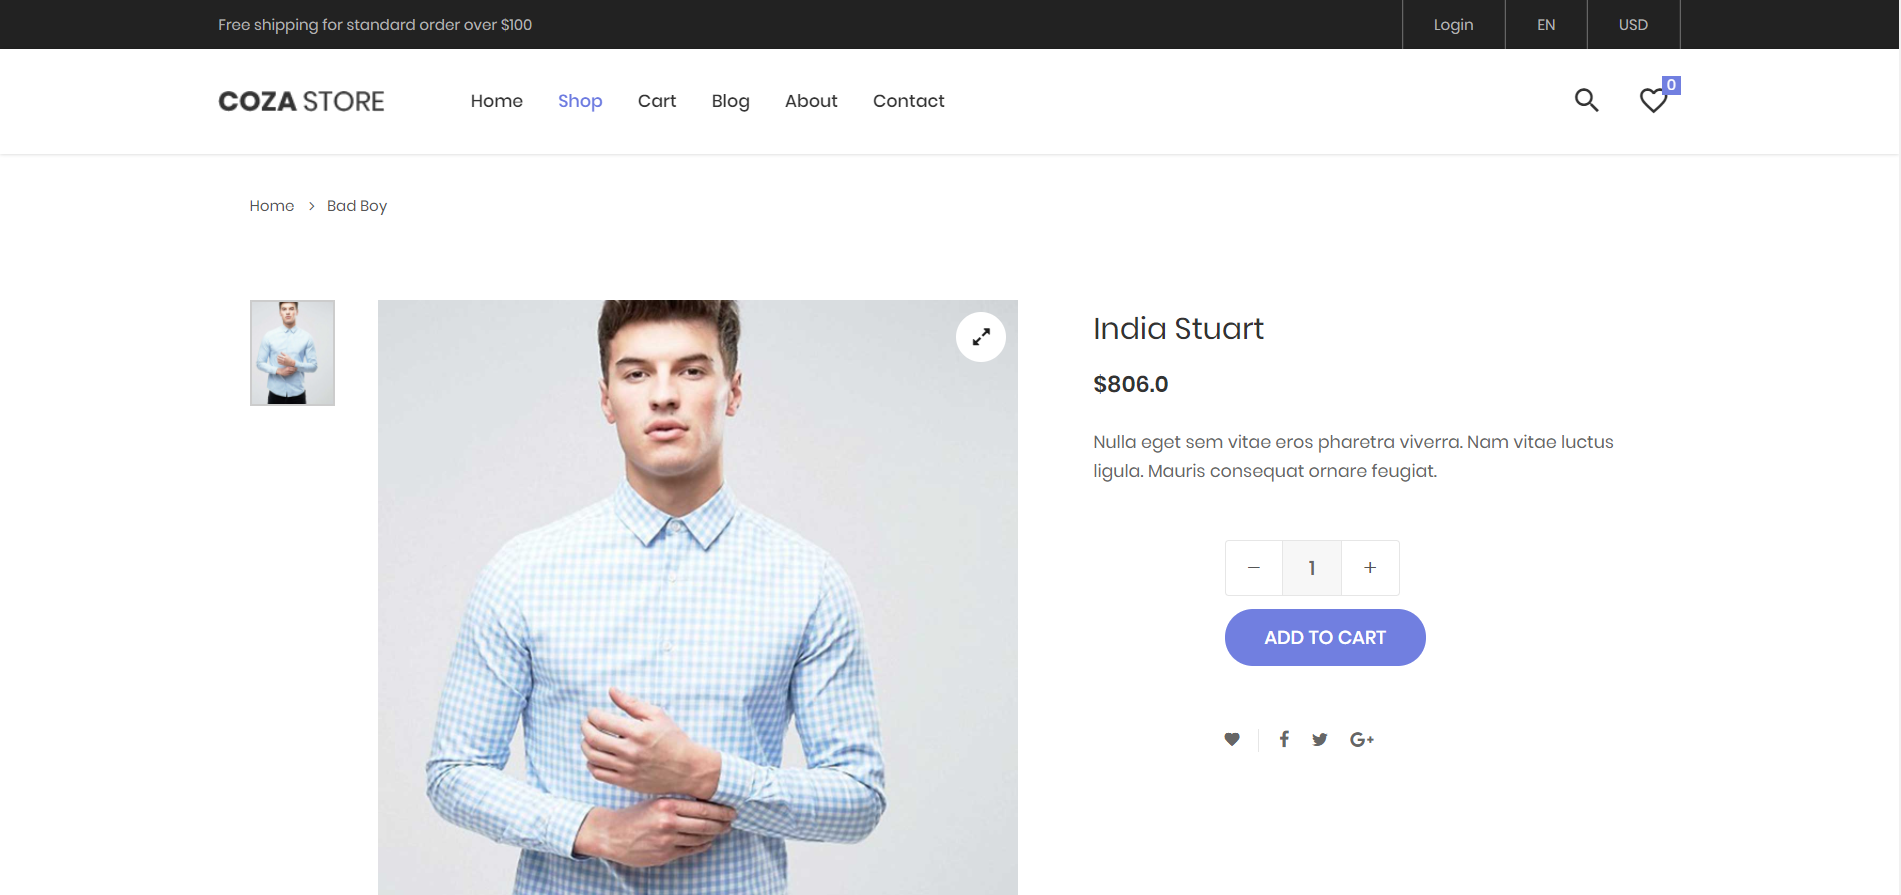 Free shipping for standard order over $100
Login
EN
USD
COZA STORE
Home
Shop
Cart
Blog
About
Contact
0
Home > Bad Boy
India Stuart
$806.0
Nulla eget sem vitae eros pharetra viverra. Nam vitae luctus
ligula. Mauris consequat ornare feugiat.
− 1 +
ADD TO CART
f
G+